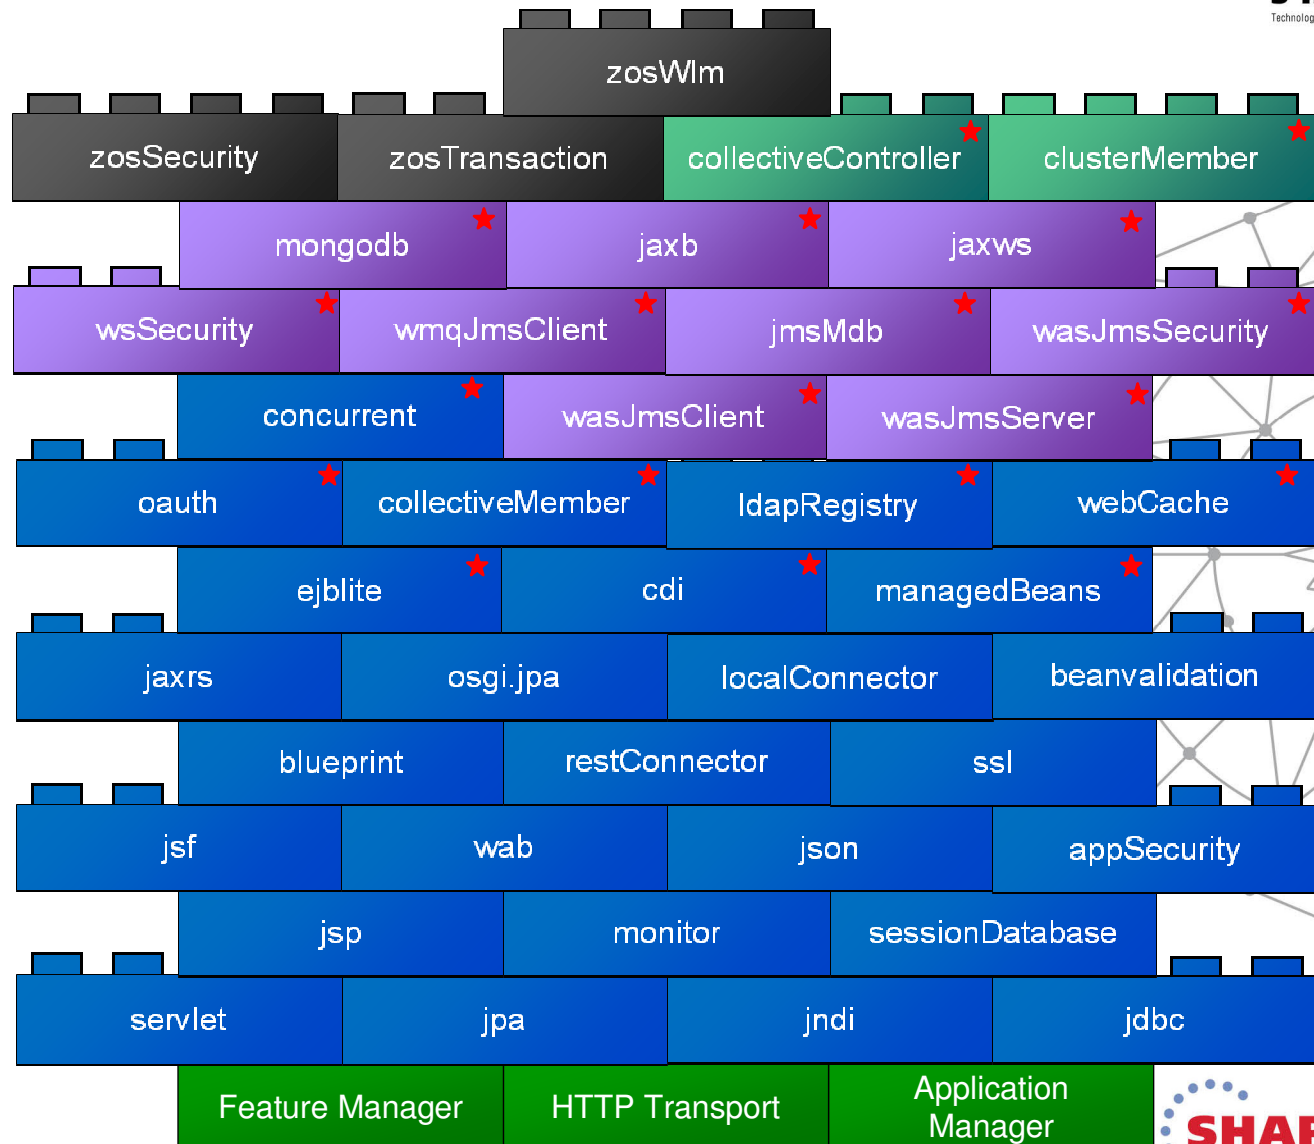 Technolog
zosWlm
zosSecurity
zosTransaction
collectiveController
clusterMember
mongodb
jaxb
jaxws
wsSecurity
wmqJmsClient
jmsMdb
wasJmsSecurity
concurrent
wasJmsClient
wasJmsServer
oauth
collectiveMember
ldapRegistry
webCache
ejblite
cdi
managedBeans
jaxrs
osgi.jpa
localConnector
beanvalidation
blueprint
restConnector
ssl
jsf
wab
json
appSecurity
jsp
monitor
sessionDatabase
servlet
jpa
jndi
jdbc
Feature Manager
HTTP Transport
Application
Manager